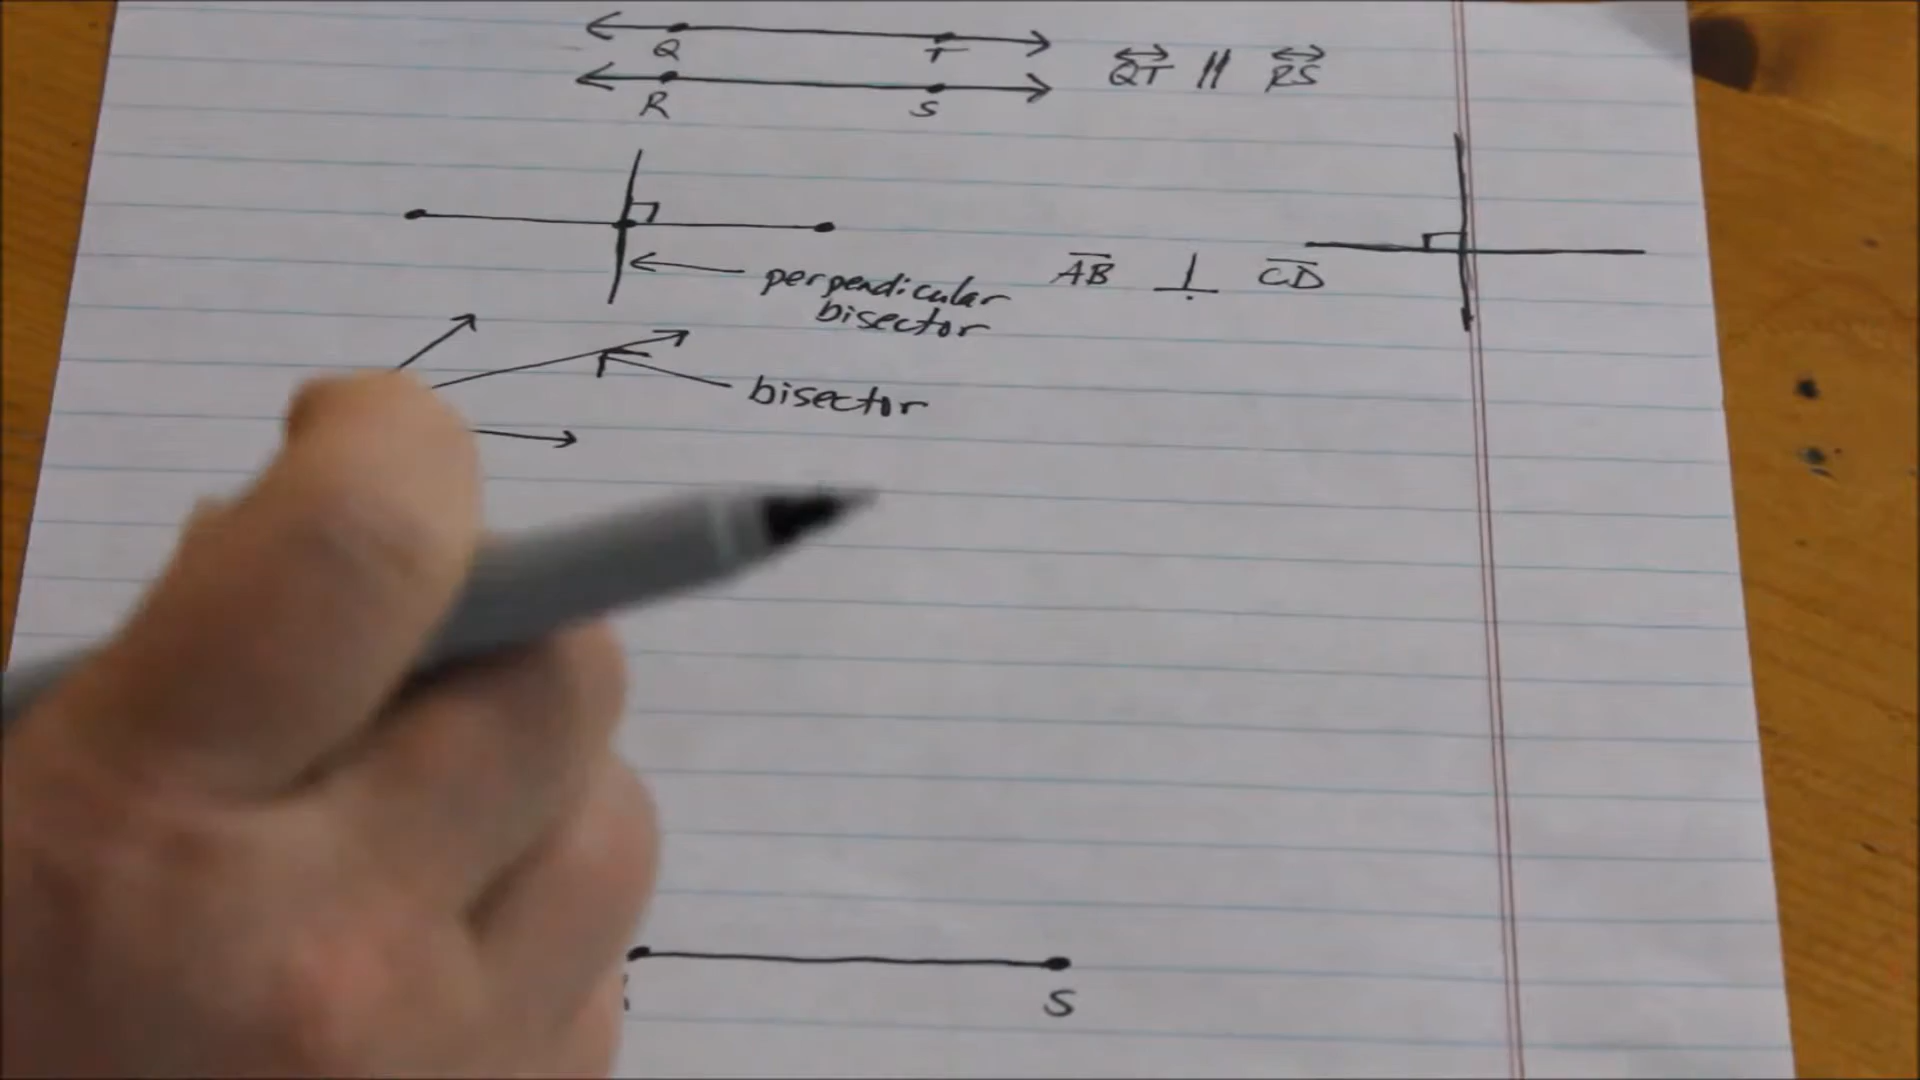 Q T
R S
QT ∥ RS
perpendicular
bisector
AB ⊥ CD
bisector
S